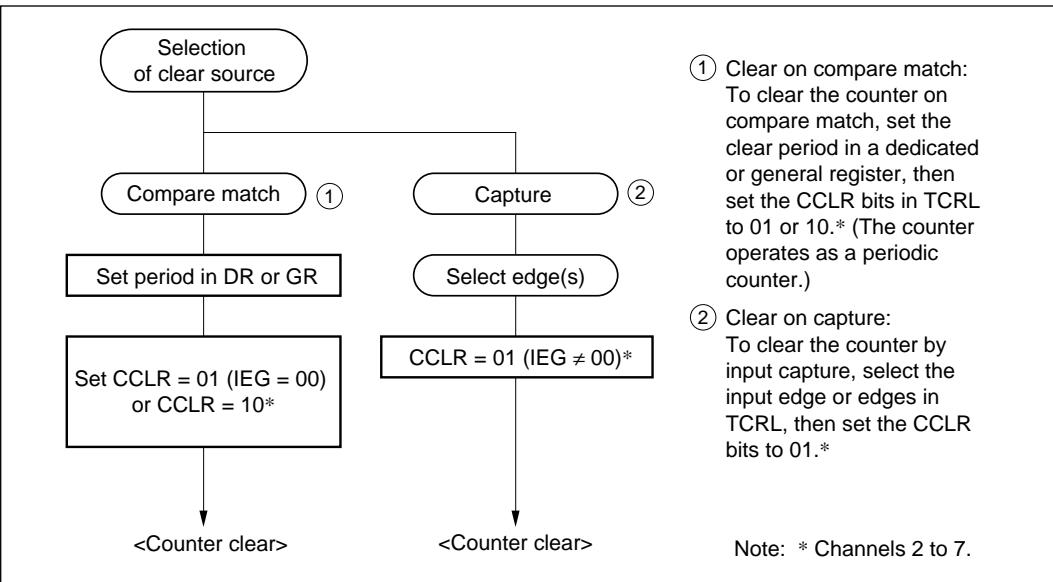 Selection
of clear source
Compare match
1
Set period in DR or GR
Set CCLR = 01 (IEG = 00)
or CCLR = 10*
<Counter clear>
Capture
2
Select edge(s)
CCLR = 01 (IEG ≠ 00)*
<Counter clear>
1 Clear on compare match:
To clear the counter on
compare match, set the
clear period in a dedicated
or general register, then
set the CCLR bits in TCRL
to 01 or 10.* (The counter
operates as a periodic
counter.)
2 Clear on capture:
To clear the counter by
input capture, select the
input edge or edges in
TCRL, then set the CCLR
bits to 01.*
Note: * Channels 2 to 7.